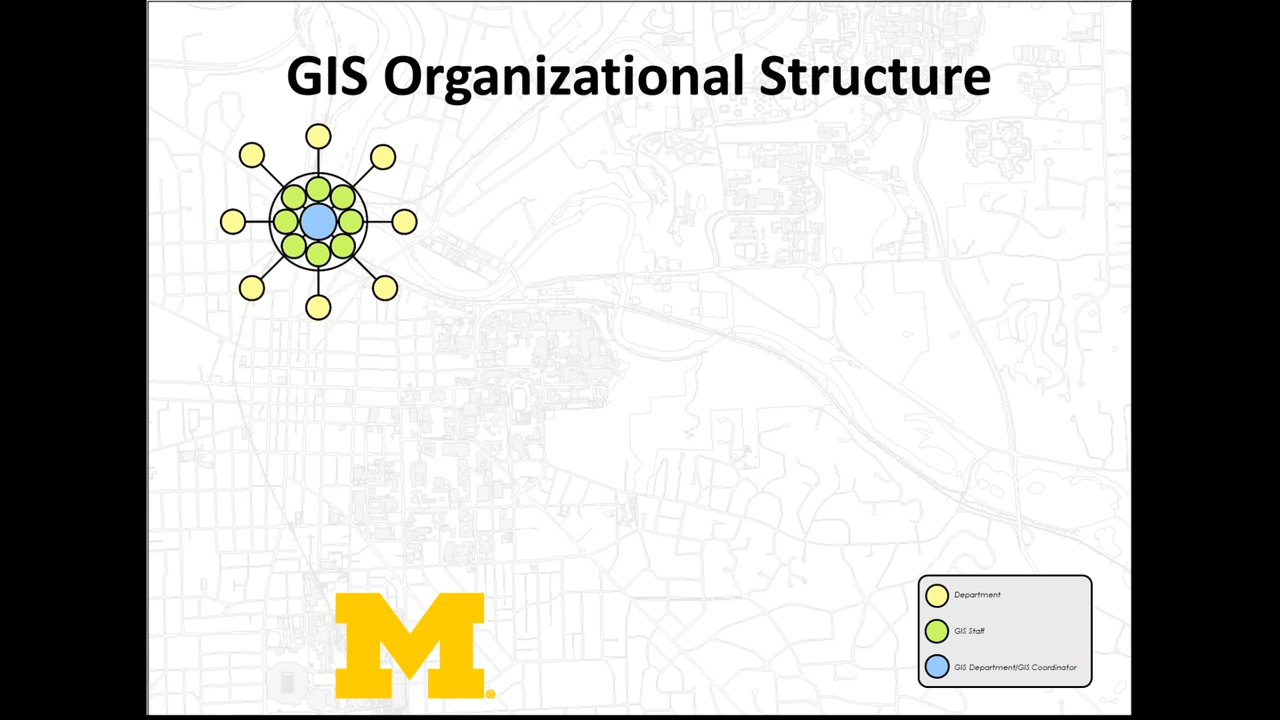 GIS Organizational Structure
Department
GIS Staff
GIS Department/GIS Coordinator
M®